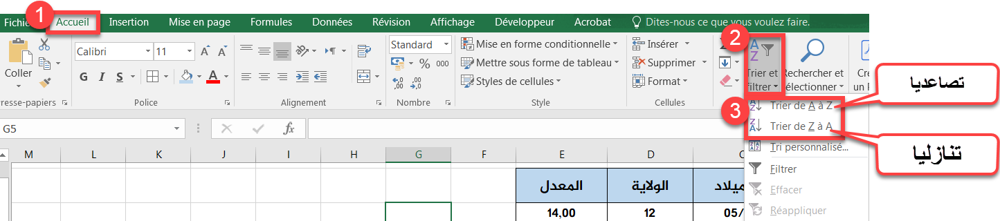 1
Fichie Accueil Insertion Mise en page Formules Données Révision Affichage Développeur Acrobat Dites-nous ce que vous voulez faire.
2
Coller
Calibri 11
G I S
A
Standard
% 000
Mise en forme conditionnelle
Mettre sous forme de tableau
Styles de cellules
Insérer
Supprimer
Format
Trier et
filtrer
Rechercher et
électionner
Cr
un
resse-papiers Police Alignement Nombre Style Cellules
3
Trier de A à Z
Trier de Z à A
Tri personnalisé...
Filtrer
Effacer
Réappliquer
تصاعديا
تنازليا
G5
fx
M L K J I H G F E D C
المعدل الولاية ميلاد
14,00 12 05/